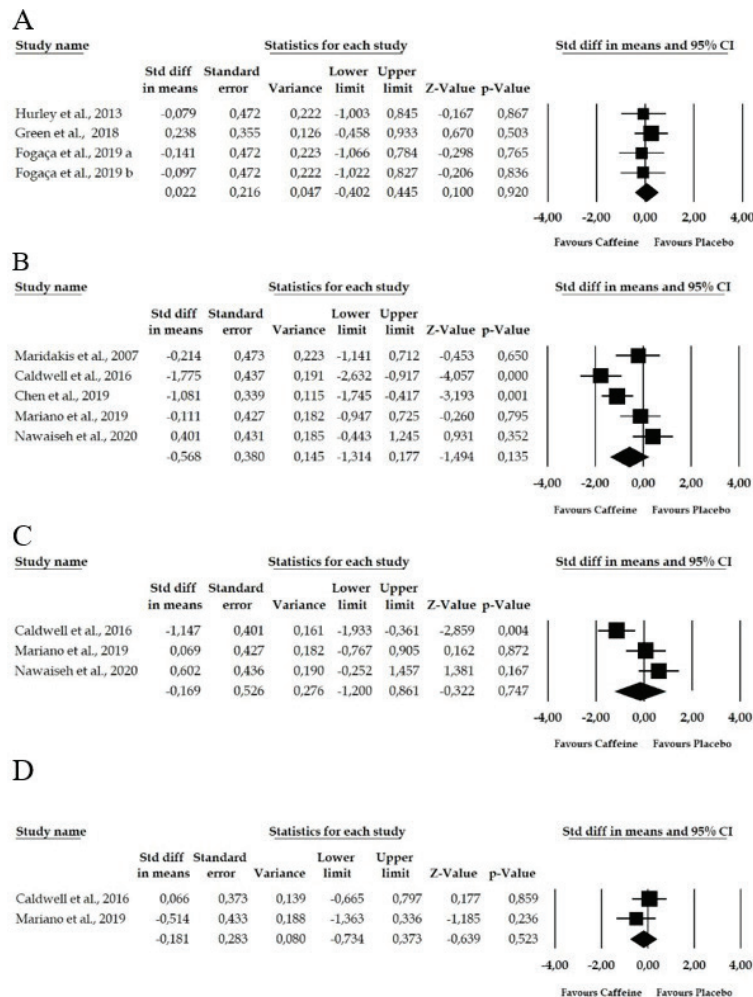 A
Study name Statistics for each study Std diff in means and 95% CI
Std diff Standard Lower Upper
in means error Variance limit limit Z-Value p-Value
Hurley et al., 2013 -0,079 0,472 0,222 -1,003 0,845 -0,167 0,867
Green et al., 2018 0,238 0,355 0,126 -0,458 0,933 0,670 0,503
Fogaça et al., 2019 a -0,141 0,472 0,223 -1,066 0,784 -0,298 0,765
Fogaça et al., 2019 b -0,097 0,472 0,222 -1,022 0,827 -0,206 0,836
0,022 0,216 0,047 -0,402 0,445 0,100 0,920
-4,00 -2,00 0,00 2,00 4,00
Favours Caffeine Favours Placebo
B
Study name Statistics for each study Std diff in means and 95% CI
Std diff Standard Lower Upper
in means error Variance limit limit Z-Value p-Value
Maridakis et al., 2007 -0,214 0,473 0,223 -1,141 0,712 -0,453 0,650
Caldwell et al., 2016 -1,775 0,437 0,191 -2,632 -0,917 -4,057 0,000
Chen et al., 2019 -1,081 0,339 0,115 -1,745 -0,417 -3,193 0,001
Mariano et al., 2019 -0,111 0,427 0,182 -0,947 0,725 -0,260 0,795
Nawaiseh et al., 2020 0,401 0,431 0,185 -0,443 1,245 0,931 0,352
-0,568 0,380 0,145 -1,314 0,177 -1,494 0,135
-4,00 -2,00 0,00 2,00 4,00
Favours Caffeine Favours Placebo
C
Study name Statistics for each study Std diff in means and 95% CI
Std diff Standard Lower Upper
in means error Variance limit limit Z-Value p-Value
Caldwell et al., 2016 -1,147 0,401 0,161 -1,933 -0,361 -2,859 0,004
Mariano et al., 2019 0,069 0,427 0,182 -0,767 0,905 0,162 0,872
Nawaiseh et al., 2020 0,602 0,436 0,190 -0,252 1,457 1,381 0,167
-0,169 0,526 0,276 -1,200 0,861 -0,322 0,747
-4,00 -2,00 0,00 2,00 4,00
Favours Caffeine Favours Placebo
D
Study name Statistics for each study Std diff in means and 95% CI
Std diff Standard Lower Upper
in means error Variance limit limit Z-Value p-Value
Caldwell et al., 2016 0,066 0,373 0,139 -0,665 0,797 0,177 0,859
Mariano et al., 2019 -0,514 0,433 0,188 -1,363 0,336 -1,185 0,236
-0,181 0,283 0,080 -0,734 0,373 -0,639 0,523
-4,00 -2,00 0,00 2,00 4,00
Favours Caffeine Favours Placebo